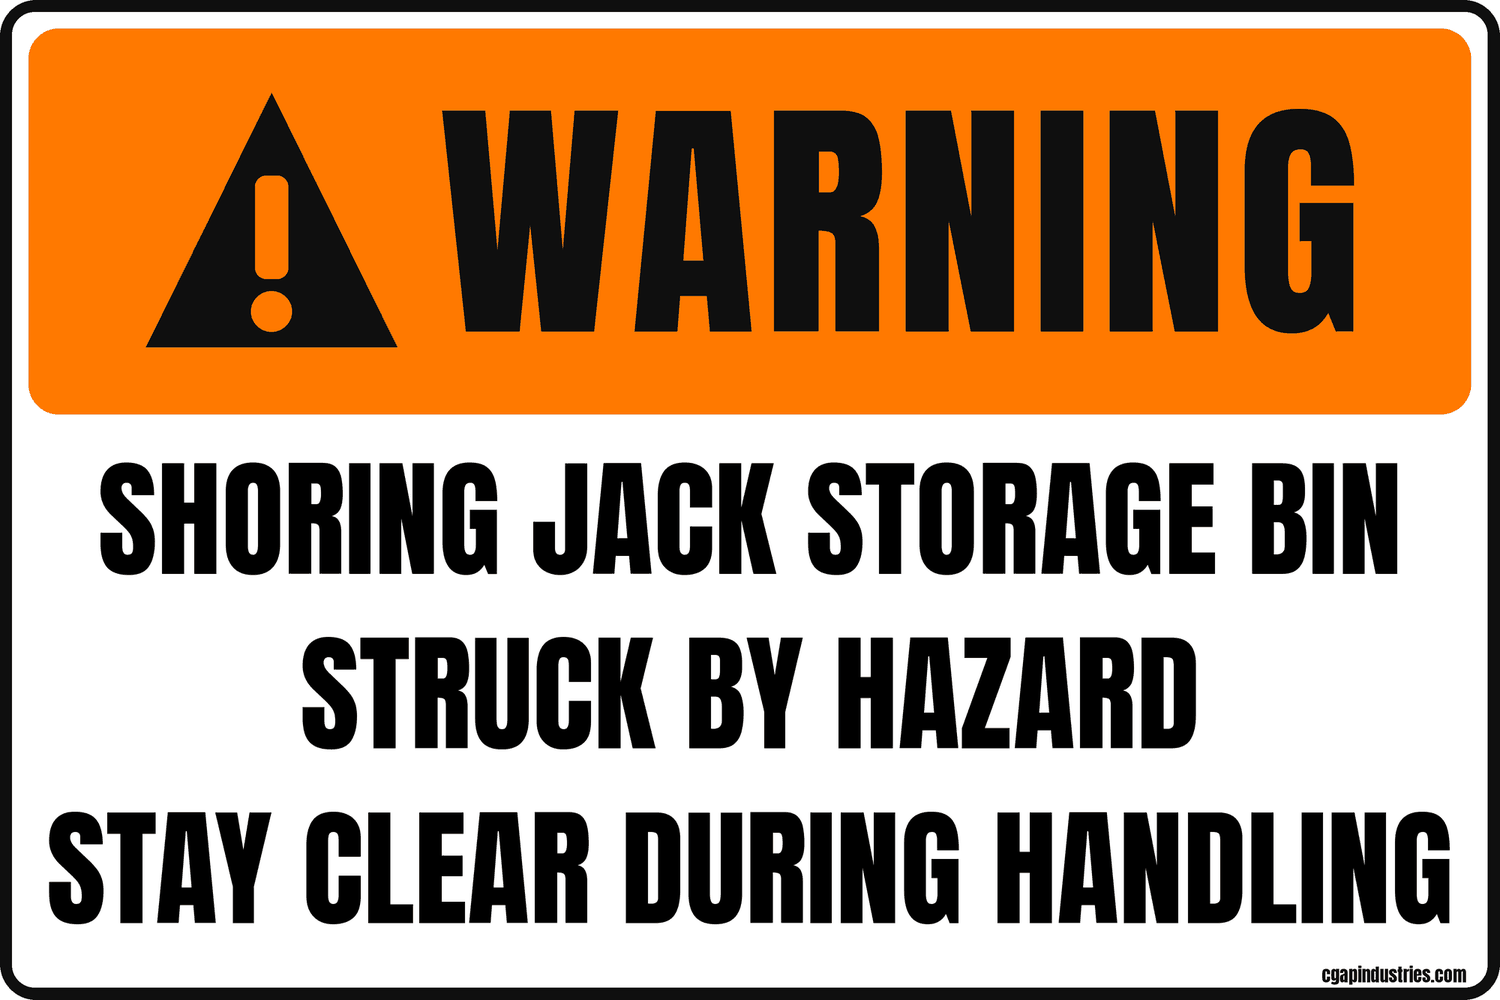 WARNING
SHORING JACK STORAGE BIN
STRUCK BY HAZARD
STAY CLEAR DURING HANDLING
cgapindustries.com